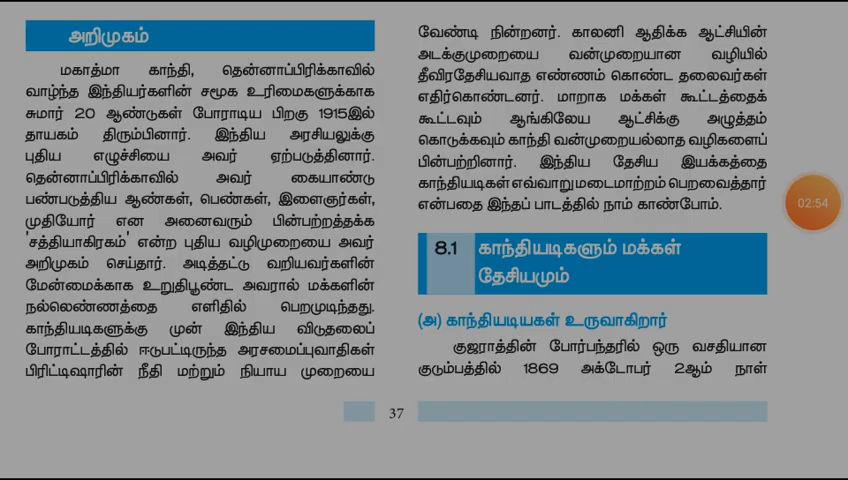 அறிமுகம்
மகாத்மா காந்தி, தென்னாப்பிரிக்காவில்
வாழ்ந்த இந்தியர்களின் சமூக உரிமைகளுக்காக
சுமார் 20 ஆண்டுகள் போராடிய பிறகு 1915இல்
தாயகம் திரும்பினார். இந்திய அரசியலுக்கு
புதிய எழுச்சியை அவர் ஏற்படுத்தினார்.
தென்னாப்பிரிக்காவில் அவர் கையாண்டு
பண்படுத்திய ஆண்கள், பெண்கள், இளைஞர்கள்,
முதியோர் என அனைவரும் பின்பற்றத்தக்க
'சத்தியாகிரகம்' என்ற புதிய வழிமுறையை அவர்
அறிமுகம் செய்தார். அடித்தட்டு வறியவர்களின்
மேன்மைக்காக உறுதிபூண்ட அவரால் மக்களின்
நல்லெண்ணத்தை எளிதில் பெறமுடிந்தது.
காந்தியடிகளுக்கு முன் இந்திய விடுதலைப்
போராட்டத்தில் ஈடுபட்டிருந்த அரசமைப்புவாதிகள்
பிரிட்டிஷாரின் நீதி மற்றும் நியாய முறையை
வேண்டி நின்றனர். காலனி ஆதிக்க ஆட்சியின்
அடக்குமுறையை வன்முறையான வழியில்
தீவிரதேசியவாத எண்ணம் கொண்ட தலைவர்கள்
எதிர்கொண்டனர். மாறாக மக்கள் கூட்டத்தைக்
கூட்டவும் ஆங்கிலேய ஆட்சிக்கு அழுத்தம்
கொடுக்கவும் காந்தி வன்முறையல்லாத வழிகளைப்
பின்பற்றினார். இந்திய தேசிய இயக்கத்தை
காந்தியடிகள் எவ்வாறு மடைமாற்றம் பெறவைத்தார்
என்பதை இந்தப் பாடத்தில் நாம் காண்போம்.
02:54
8.1 காந்தியடிகளும் மக்கள்
தேசியமும்
(அ) காந்தியடியகள் உருவாகிறார்
குஜராத்தின் போர்பந்தரில் ஒரு வசதியான
குடும்பத்தில் 1869 அக்டோபர் 2ஆம் நாள்
37